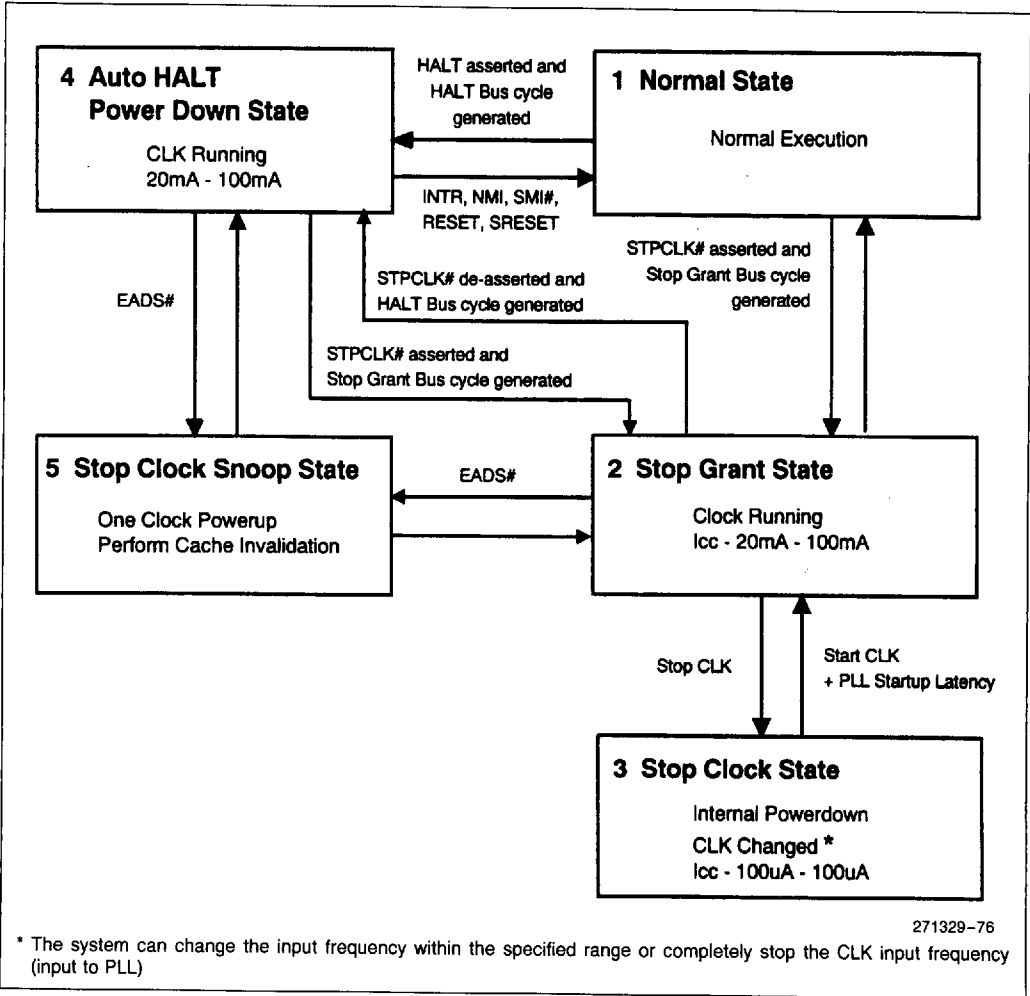 4 Auto HALT
Power Down State
CLK Running
20mA - 100mA
HALT asserted and
HALT Bus cycle
generated
1 Normal State
Normal Execution
INTR, NMI, SMI#,
RESET, SRESET
EADS#
STPCLK# de-asserted and
HALT Bus cycle generated
STPCLK# asserted and
Stop Grant Bus cycle
generated
STPCLK# asserted and
Stop Grant Bus cycle generated
5 Stop Clock Snoop State
One Clock Powerup
Perform Cache Invalidation
EADS#
2 Stop Grant State
Clock Running
Icc - 20mA - 100mA
Stop CLK
Start CLK
+ PLL Startup Latency
3 Stop Clock State
Internal Powerdown
CLK Changed *
Icc - 100uA - 100uA
271329-76
* The system can change the input frequency within the specified range or completely stop the CLK input frequency
(input to PLL)